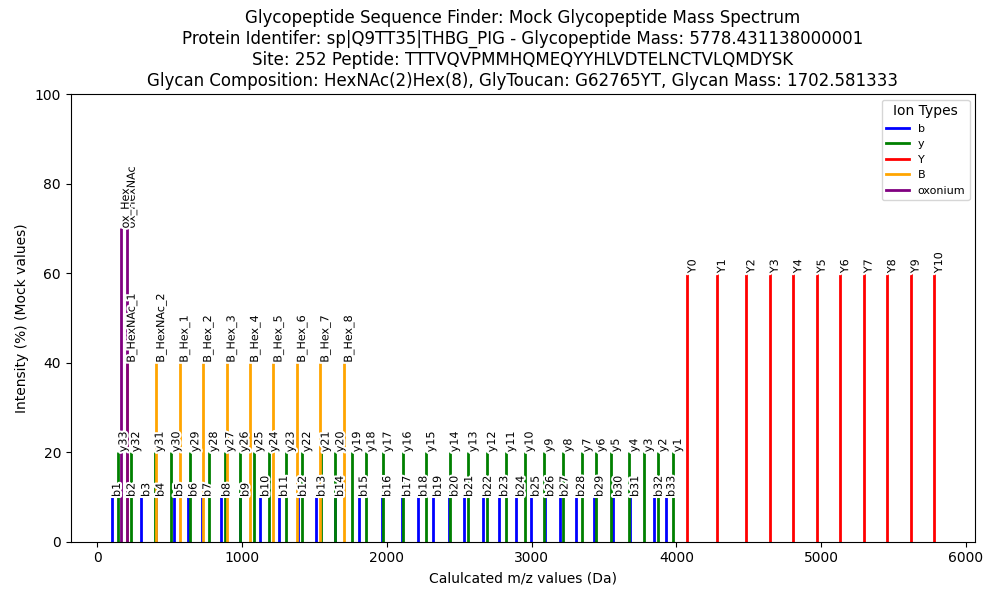 Glycopeptide Sequence Finder: Mock Glycopeptide Mass Spectrum
Protein Identifer: sp|Q9TT35|THBG_PIG - Glycopeptide Mass: 5778.431138000001
Site: 252 Peptide: TTTVQVPMMHQMEQYYHLVDTELNCTVLQMDYSK
Glycan Composition: HexNAc(2)Hex(8), GlyToucan: G62765YT, Glycan Mass: 1702.581333
100
80
60
40
20
0
Intensity (%) (Mock values)
Ion Types
b
y
Y
B
oxonium
ox_Hex
ox_HexNAc
Y0 Y1 Y2 Y3 Y4 Y5 Y6 Y7 Y8 Y9 Y10
B_HexNAc_1 B_HexNAc_2 B_Hex_1 B_Hex_2 B_Hex_3 B_Hex_4 B_Hex_5 B_Hex_6 B_Hex_7 B_Hex_8
y33 y32 y31 y30 y29 y28 y27 y26 y25 y24 y23 y22 y21 y20 y19 y18 y17 y16 y15 y14 y13 y12 y11 y10 y9 y8 y7 y6 y5 y4 y3 y2 y1
b1 b2 b3 b4 b5 b6 b7 b8 b9 b10 b11 b12 b13 b14 b15 b16 b17 b18 b19 b20 b21 b22 b23 b24 b25 b26 b27 b28 b29 b30 b31 b32 b33
0 1000 2000 3000 4000 5000 6000
Calulcated m/z values (Da)